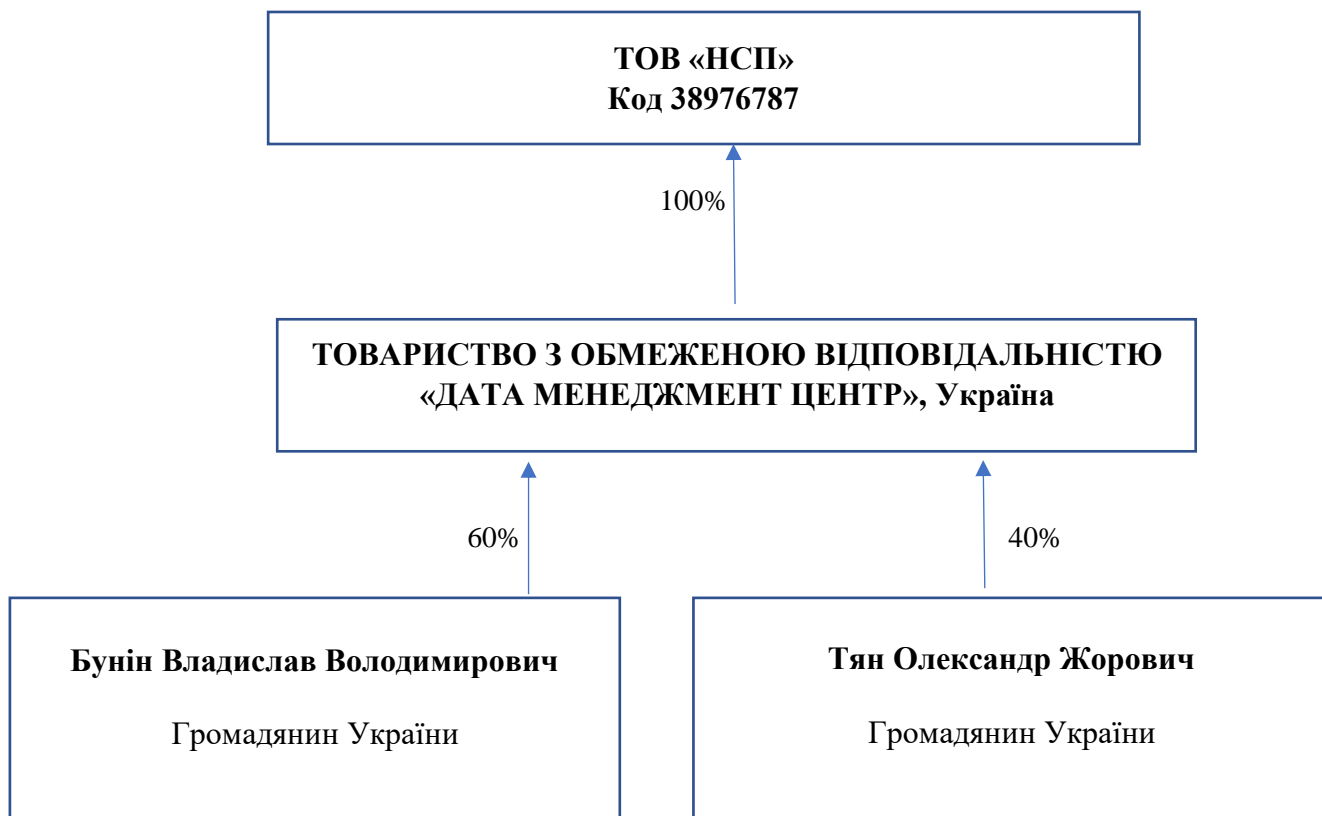 ТОВ «НСП»
Код 38976787
100%
ТОВАРИСТВО З ОБМЕЖЕНОЮ ВІДПОВІДАЛЬНІСТЮ
«ДАТА МЕНЕДЖМЕНТ ЦЕНТР», Україна
60%
40%
Бунін Владислав Володимирович
Громадянин України
Тян Олександр Жорович
Громадянин України